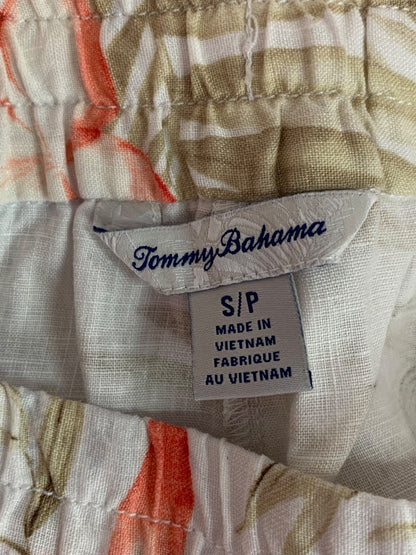 Tommy Bahama
S/P
MADE IN
VIETNAM
FABRIQUE
AU VIETNAM